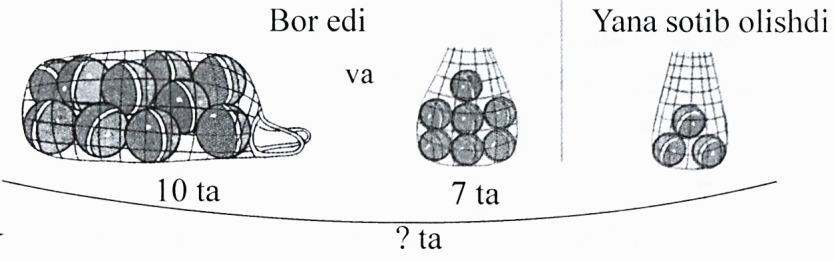 Bor edi
Yana sotib olishdi
va
10 ta
7 ta
? ta